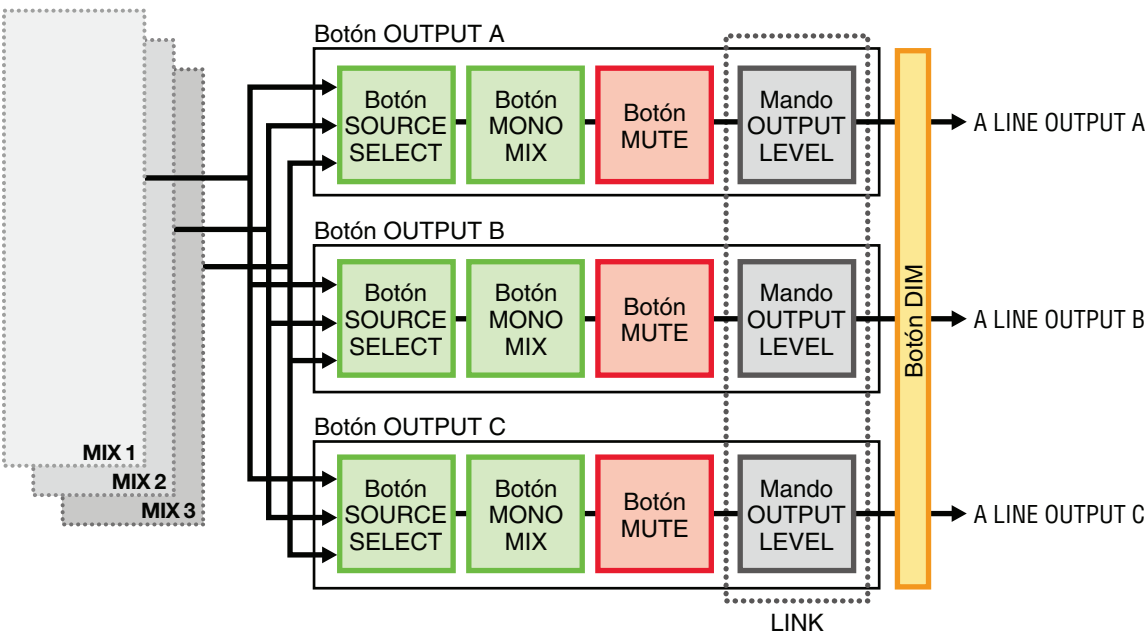 Botón OUTPUT A
Botón
SOURCE
SELECT
Botón
MONO
MIX
Botón
MUTE
Mando
OUTPUT
LEVEL
A LINE OUTPUT A
Botón OUTPUT B
Botón
SOURCE
SELECT
Botón
MONO
MIX
Botón
MUTE
Mando
OUTPUT
LEVEL
Botón DIM
A LINE OUTPUT B
Botón OUTPUT C
MIX 1
MIX 2
MIX 3
Botón
SOURCE
SELECT
Botón
MONO
MIX
Botón
MUTE
Mando
OUTPUT
LEVEL
A LINE OUTPUT C
LINK